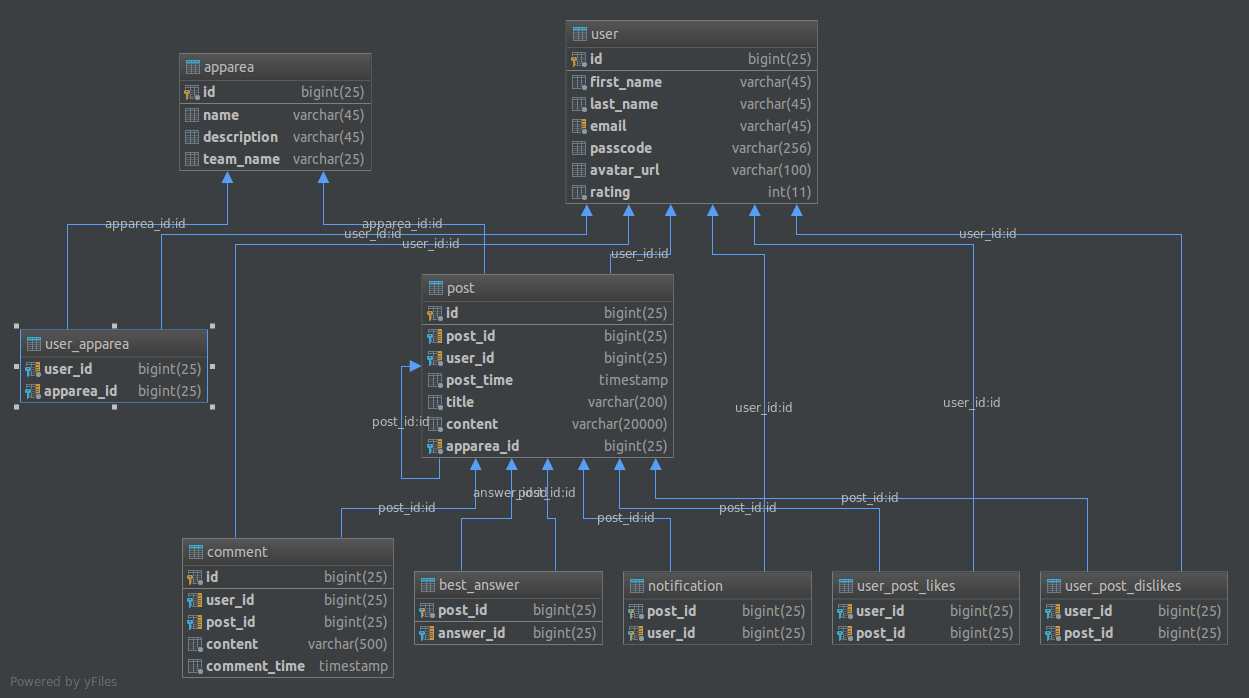 user
id bigint(25)
first_name varchar(45)
last_name varchar(45)
email varchar(45)
passcode varchar(256)
avatar_url varchar(100)
rating int(11)
apparea
id bigint(25)
name varchar(45)
description varchar(45)
team_name varchar(25)
apparea_id:id
apparea_id:id
user_id:id
user_id:id
user_id:id
user_id:id
post
id bigint(25)
post_id bigint(25)
user_id bigint(25)
post_time timestamp
title varchar(200)
content varchar(20000)
apparea_id bigint(25)
user_apparea
user_id bigint(25)
apparea_id bigint(25)
post_id:id
user_id:id
user_id:id
answer_id:id
post_id:id
post_id:id
post_id:id
post_id:id
post_id:id
comment
id bigint(25)
user_id bigint(25)
post_id bigint(25)
content varchar(500)
comment_time timestamp
best_answer
post_id bigint(25)
answer_id bigint(25)
notification
post_id bigint(25)
user_id bigint(25)
user_post_likes
user_id bigint(25)
post_id bigint(25)
user_post_dislikes
user_id bigint(25)
post_id bigint(25)
Powered by yFiles